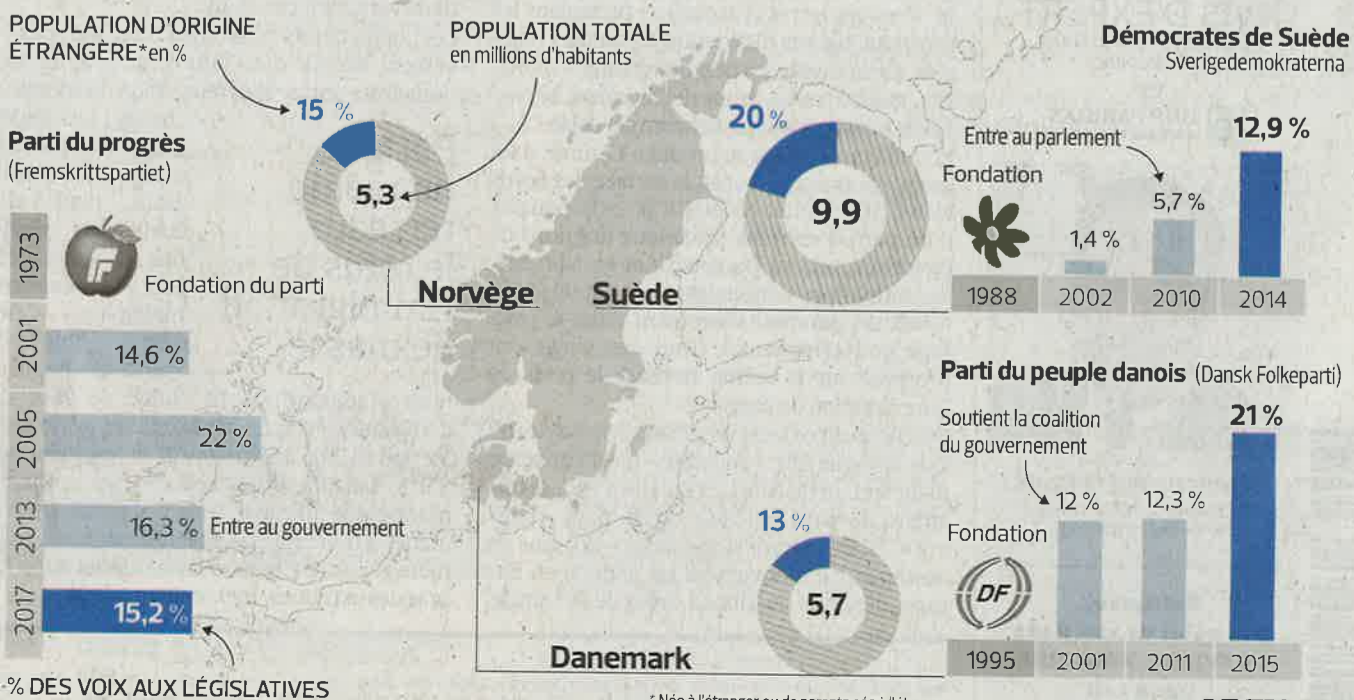 POPULATION D'ORIGINE
ÉTRANGÈRE* en %
POPULATION TOTALE
en millions d'habitants
15 %
5,3
Norvège
Parti du progrès
(Fremskrittspartiet)
1973
Fondation du parti
2001
14,6 %
2005
22 %
2013
16,3 % Entre au gouvernement
2017
15,2 %
% DES VOIX AUX LÉGISLATIVES
20 %
9,9
Suède
Démocrates de Suède
Sverigedemokraterna
Entre au parlement
Fondation
1,4 %
5,7 %
12,9 %
1988
2002
2010
2014
13 %
5,7
Danemark
Parti du peuple danois (Dansk Folkeparti)
Soutient la coalition
du gouvernement
Fondation
DF
12 %
12,3 %
21 %
1995
2001
2011
2015